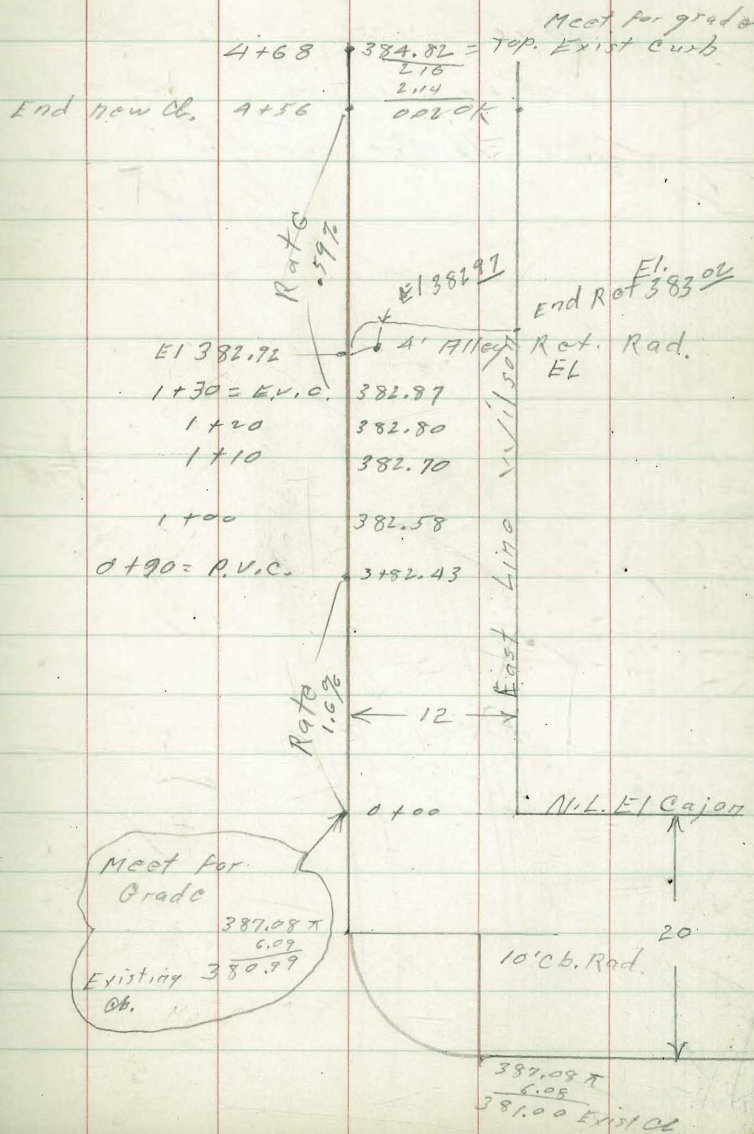 Meet for grade
4+68 384.82 = Top. Exist Curb
2.16
2.14
End new Cb. 4+56 0.02 OK
Rate
.59%
El 382.97
El.
End Ret 383.02
El 382.92 4' Alley Ret. Rad.
EL
1+30 = E.V.C. 382.87
1+20 382.80
1+10 382.70
1+00 382.58
0+90 = P.V.C. 3+82.43
East Line Wilson
Rate
1.6%
12
0+00 N.L. El Cajon
Meet for
Grade
387.08 π
6.09
Existing 380.99
Cb.
20
10' Cb. Rad.
387.08 π
6.08
381.00 Exist Cb